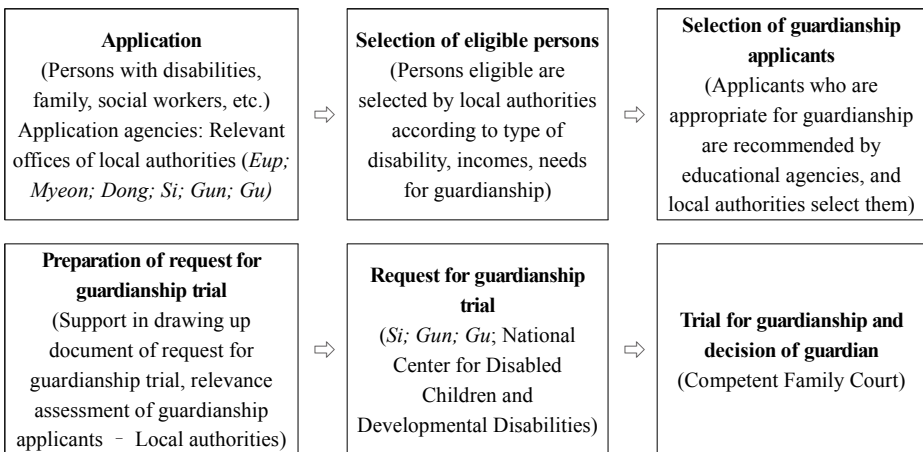 Application
(Persons with disabilities,
family, social workers, etc.)
Application agencies: Relevant
offices of local authorities (Eup;
Myeon; Dong; Si; Gun; Gu)
⇨
Selection of eligible persons
(Persons eligible are
selected by local authorities
according to type of
disability, incomes, needs
for guardianship)
⇨
Selection of guardianship
applicants
(Applicants who are
appropriate for guardianship
are recommended by
educational agencies, and
local authorities select them)
Preparation of request for
guardianship trial
(Support in drawing up
document of request for
guardianship trial, relevance
assessment of guardianship
applicants – Local authorities)
⇨
Request for guardianship
trial
(Si; Gun; Gu; National
Center for Disabled
Children and
Developmental Disabilities)
⇨
Trial for guardianship and
decision of guardian
(Competent Family Court)